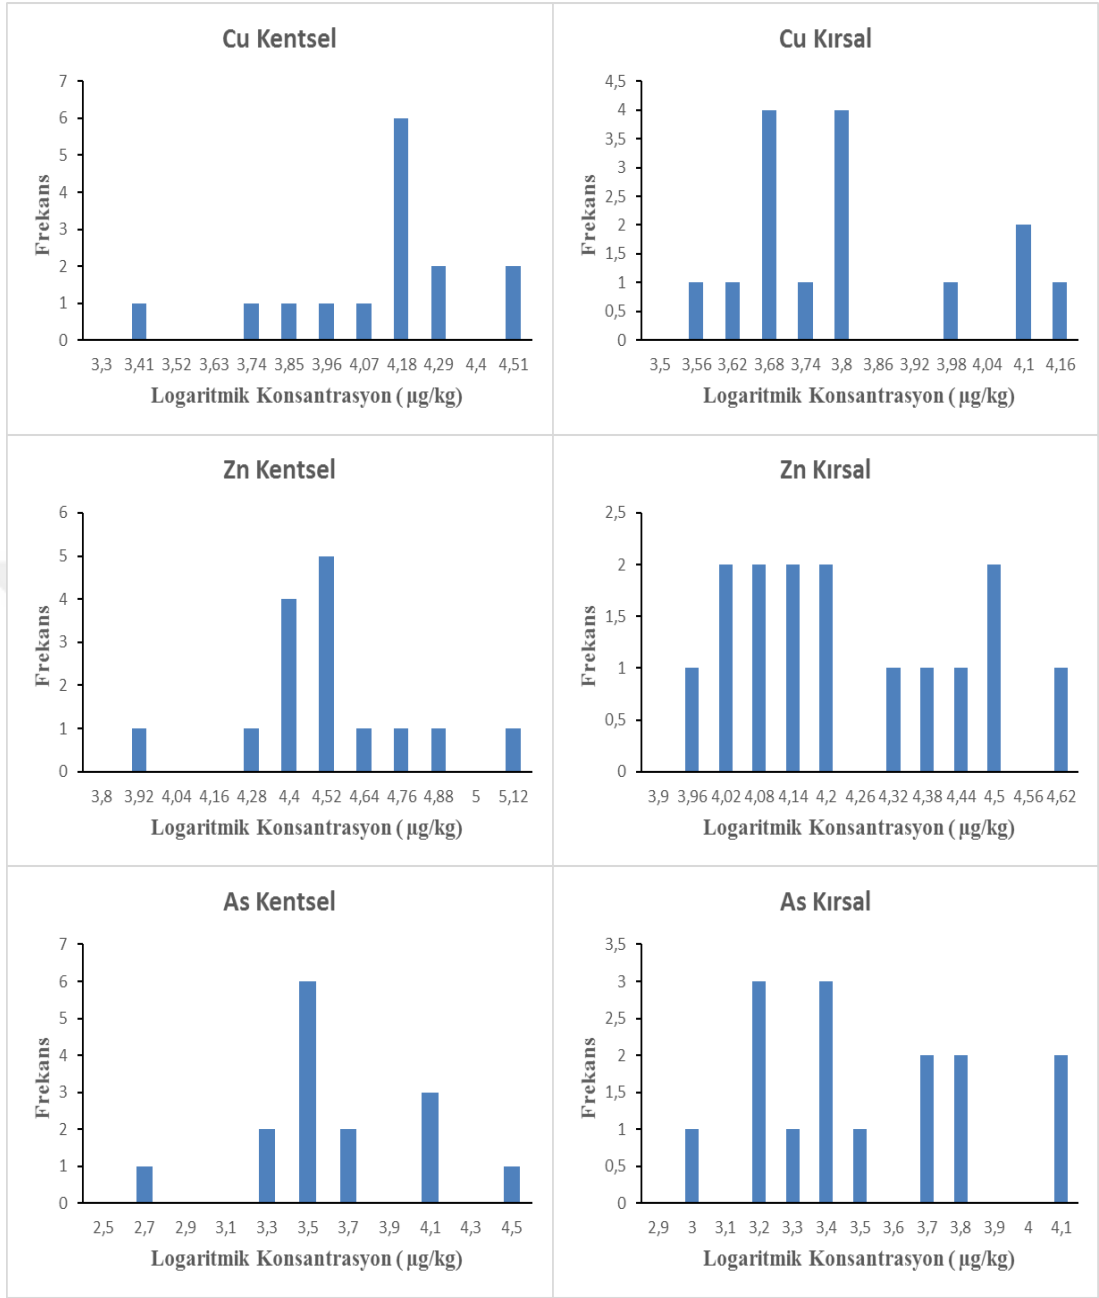 Cu Kentsel
7
6
5
4
3
2
1
0
Frekans
3,3 3,41 3,52 3,63 3,74 3,85 3,96 4,07 4,18 4,29 4,4 4,51
Logaritmik Konsantrasyon ( µg/kg)
Cu Kırsal
4,5
4
3,5
3
2,5
2
1,5
1
0,5
0
Frekans
3,5 3,56 3,62 3,68 3,74 3,8 3,86 3,92 3,98 4,04 4,1 4,16
Logaritmik Konsantrasyon ( µg/kg)
Zn Kentsel
6
5
4
3
2
1
0
Frekans
3,8 3,92 4,04 4,16 4,28 4,4 4,52 4,64 4,76 4,88 5 5,12
Logaritmik Konsantrasyon ( µg/kg)
Zn Kırsal
2,5
2
1,5
1
0,5
0
Frekans
3,9 3,96 4,02 4,08 4,14 4,2 4,26 4,32 4,38 4,44 4,5 4,56 4,62
Logaritmik Konsantrasyon ( µg/kg)
As Kentsel
7
6
5
4
3
2
1
0
Frekans
2,5 2,7 2,9 3,1 3,3 3,5 3,7 3,9 4,1 4,3 4,5
Logaritmik Konsantrasyon ( µg/kg)
As Kırsal
3,5
3
2,5
2
1,5
1
0,5
0
Frekans
2,9 3 3,1 3,2 3,3 3,4 3,5 3,6 3,7 3,8 3,9 4 4,1
Logaritmik Konsantrasyon ( µg/kg)